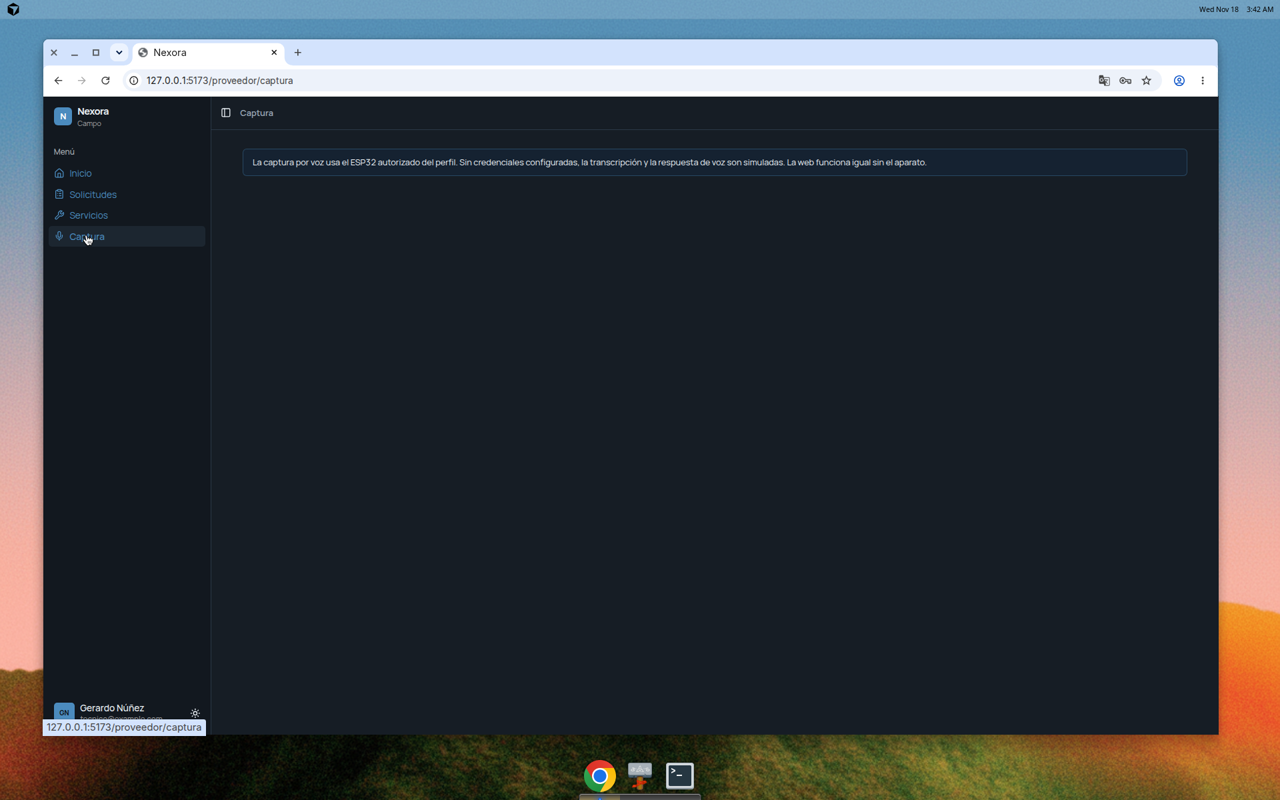 Wed Nov 18 3:42 AM
Nexora
127.0.0.1:5173/proveedor/captura
N
Nexora
Campo
Captura
Menú
La captura por voz usa el ESP32 autorizado del perfil. Sin credenciales configuradas, la transcripción y la respuesta de voz son simuladas. La web funciona igual sin el aparato.
Inicio
Solicitudes
Servicios
Captura
GN
Gerardo Núñez
127.0.0.1:5173/proveedor/captura